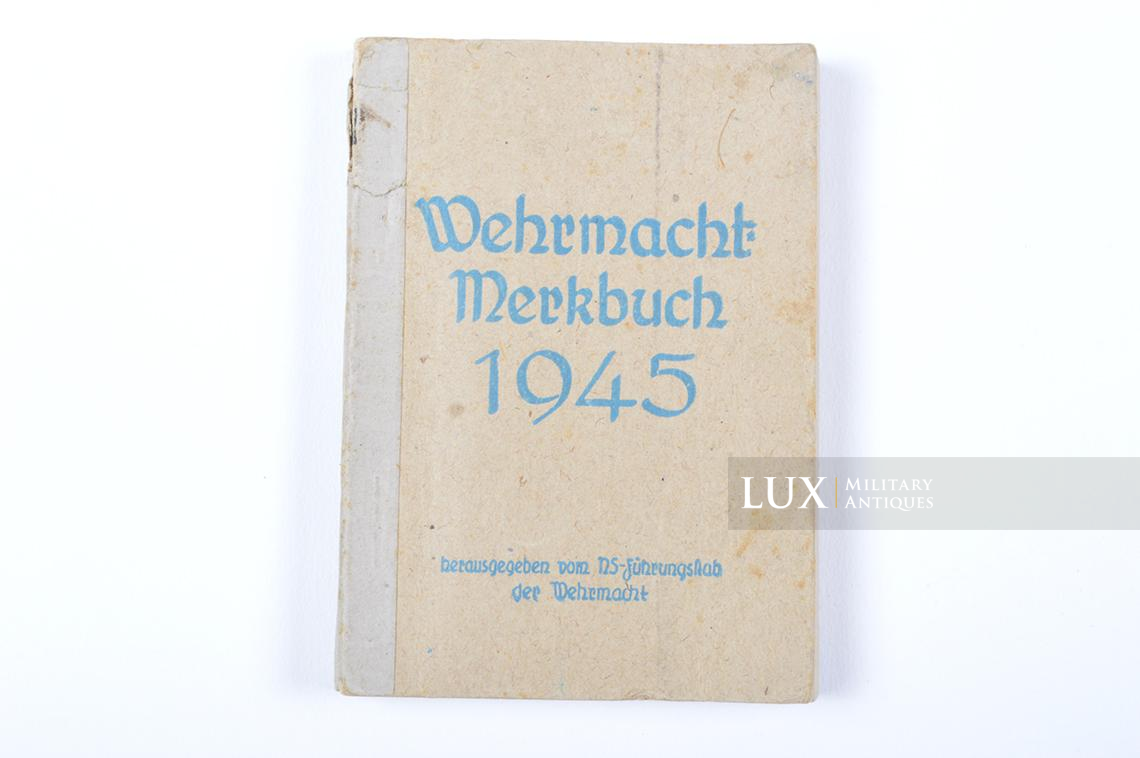 Wehrmacht-
Merkbuch
1945
herausgegeben vom NS-Führungsstab
der Wehrmacht
LUX MILITARY
ANTIQUES